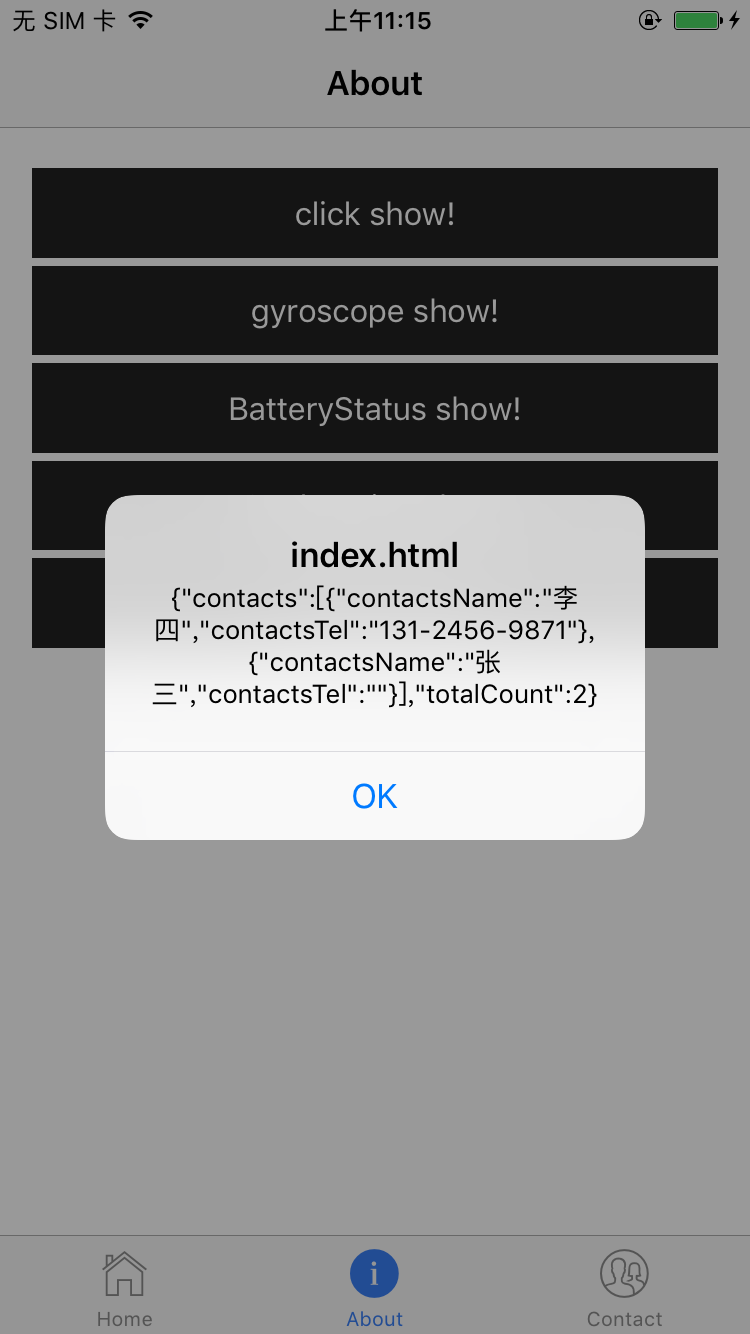 无 SIM 卡 上午11:15
About
click show!
gyroscope show!
BatteryStatus show!
index.html
{"contacts":[{"contactsName":"李
四","contactsTel":"131-2456-9871"},
{"contactsName":"张
三","contactsTel":""}],"totalCount":2}
OK
Home About Contact